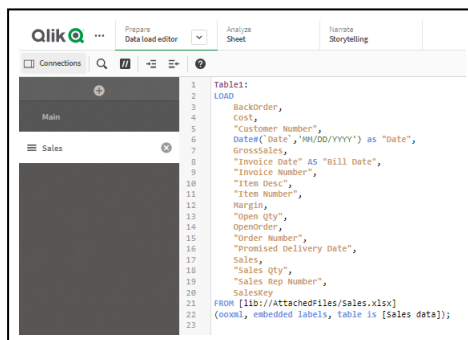 Qlik
...
Prepare
Data load editor
Analyze
Sheet
Narrate
Storytelling
Connections
//
?
Main
Sales
1 Table1:
2 LOAD
3 BackOrder,
4 Cost,
5 "Customer Number",
6 Date#(`Date`,'MM/DD/YYYY') as "Date",
7 GrossSales,
8 "Invoice Date" AS "Bill Date",
9 "Invoice Number",
10 "Item Desc",
11 "Item Number",
12 Margin,
13 "Open Qty",
14 OpenOrder,
15 "Order Number",
16 "Promised Delivery Date",
17 Sales,
18 "Sales Qty",
19 "Sales Rep Number",
20 SalesKey
21 FROM [lib://AttachedFiles/Sales.xlsx]
22 (ooxml, embedded labels, table is [Sales data]);
23